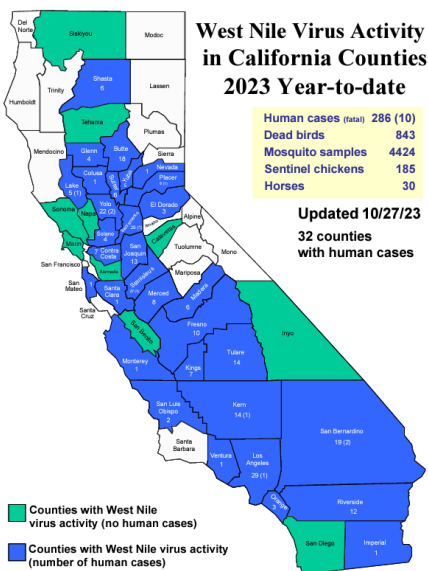 West Nile Virus Activity
in California Counties
2023 Year-to-date
Human cases (fatal) 286 (10)
Dead birds 843
Mosquito samples 4424
Sentinel chickens 185
Horses 30
Updated 10/27/23
32 counties
with human cases
Del
Norte
Siskyou
Modoc
Shasta
6
Trinity
Lassen
Humboldt
Tehama
Plumas
Mendocino
Glenn
4
Butte
18
Sierra
Nevada
1
Colusa
1
Placer
Lake
5 (1)
Yolo
22 (2)
El Dorado
3
Sonoma
Napa
Alpine
Solano
4
Calaveras
Marin
Contra
Costa
7
San
Joaquin
13
Tuolumne
Mono
San Francisco
Alameda
Mariposa
San
Mateo
1
Santa
Clara
1
Stanislaus
Merced
8
Madera
6
Santa
Cruz
San Benito
Fresno
10
Inyo
Monterey
1
Kings
7
Tulare
14
San Luis
Obispo
2
Kern
14 (1)
San Bernardino
19 (2)
Santa
Barbara
Ventura
1
Los
Angeles
29 (1)
Orange
3
Riverside
12
San Diego
Imperial
1
Counties with West Nile
virus activity (no human cases)
Counties with West Nile virus activity
(number of human cases)